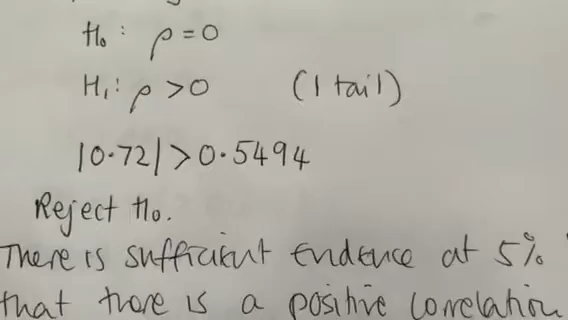 H₀: ρ = 0
H₁: ρ > 0 (1 tail)
|0.72| > 0.5494
Reject H₀.
There is sufficient evidence at 5%
that there is a positive correlation